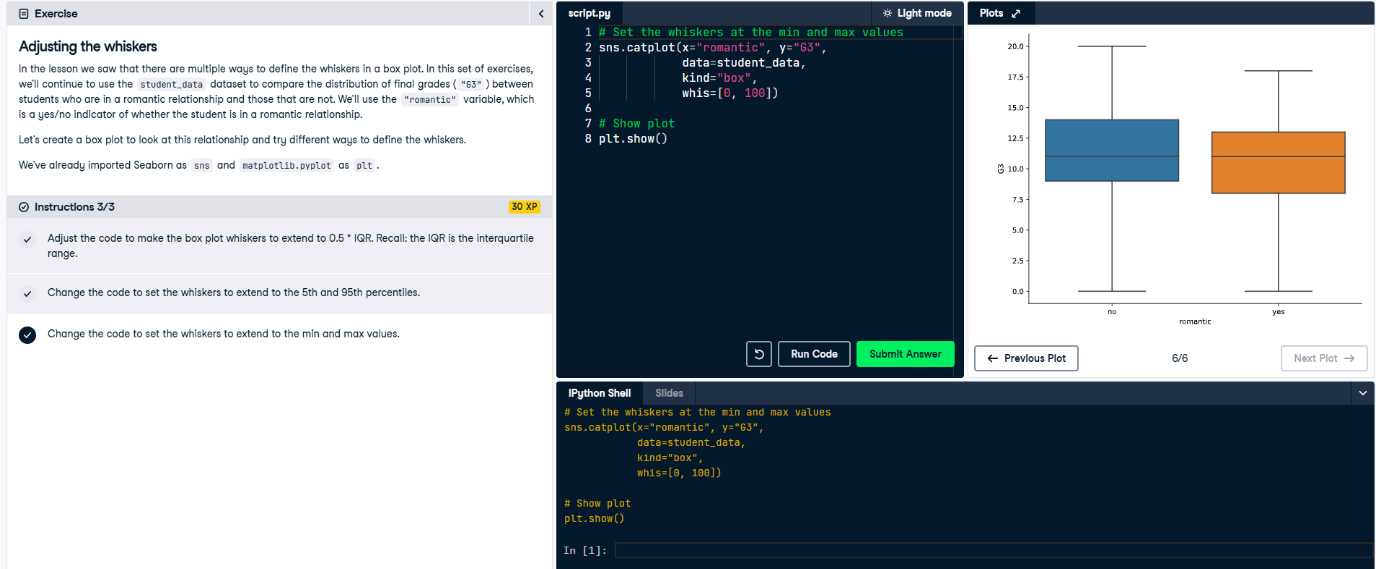 Exercise
Adjusting the whiskers
In the lesson we saw that there are multiple ways to define the whiskers in a box plot. In this set of exercises,
we'll continue to use the student_data dataset to compare the distribution of final grades ( "G3" ) between
students who are in a romantic relationship and those that are not. We'll use the "romantic" variable, which
is a yes/no indicator of whether the student is in a romantic relationship.
Let's create a box plot to look at this relationship and try different ways to define the whiskers.
We've already imported Seaborn as sns and matplotlib.pyplot as plt .
Instructions 3/3
30 XP
Adjust the code to make the box plot whiskers to extend to 0.5 * IQR. Recall: the IQR is the interquartile
range.
Change the code to set the whiskers to extend to the 5th and 95th percentiles.
Change the code to set the whiskers to extend to the min and max values.
script.py
Light mode
1 # Set the whiskers at the min and max values
2 sns.catplot(x="romantic", y="G3",
3 data=student_data,
4 kind="box",
5 whis=[0, 100])
6
7 # Show plot
8 plt.show()
Run Code
Submit Answer
Plots
20.0
17.5
15.0
12.5
10.0
7.5
5.0
2.5
0.0
G3
no
yes
romantic
Previous Plot
6/6
Next Plot
IPython Shell
Slides
# Set the whiskers at the min and max values
sns.catplot(x="romantic", y="G3",
data=student_data,
kind="box",
whis=[0, 100])
# Show plot
plt.show()
In [1]: